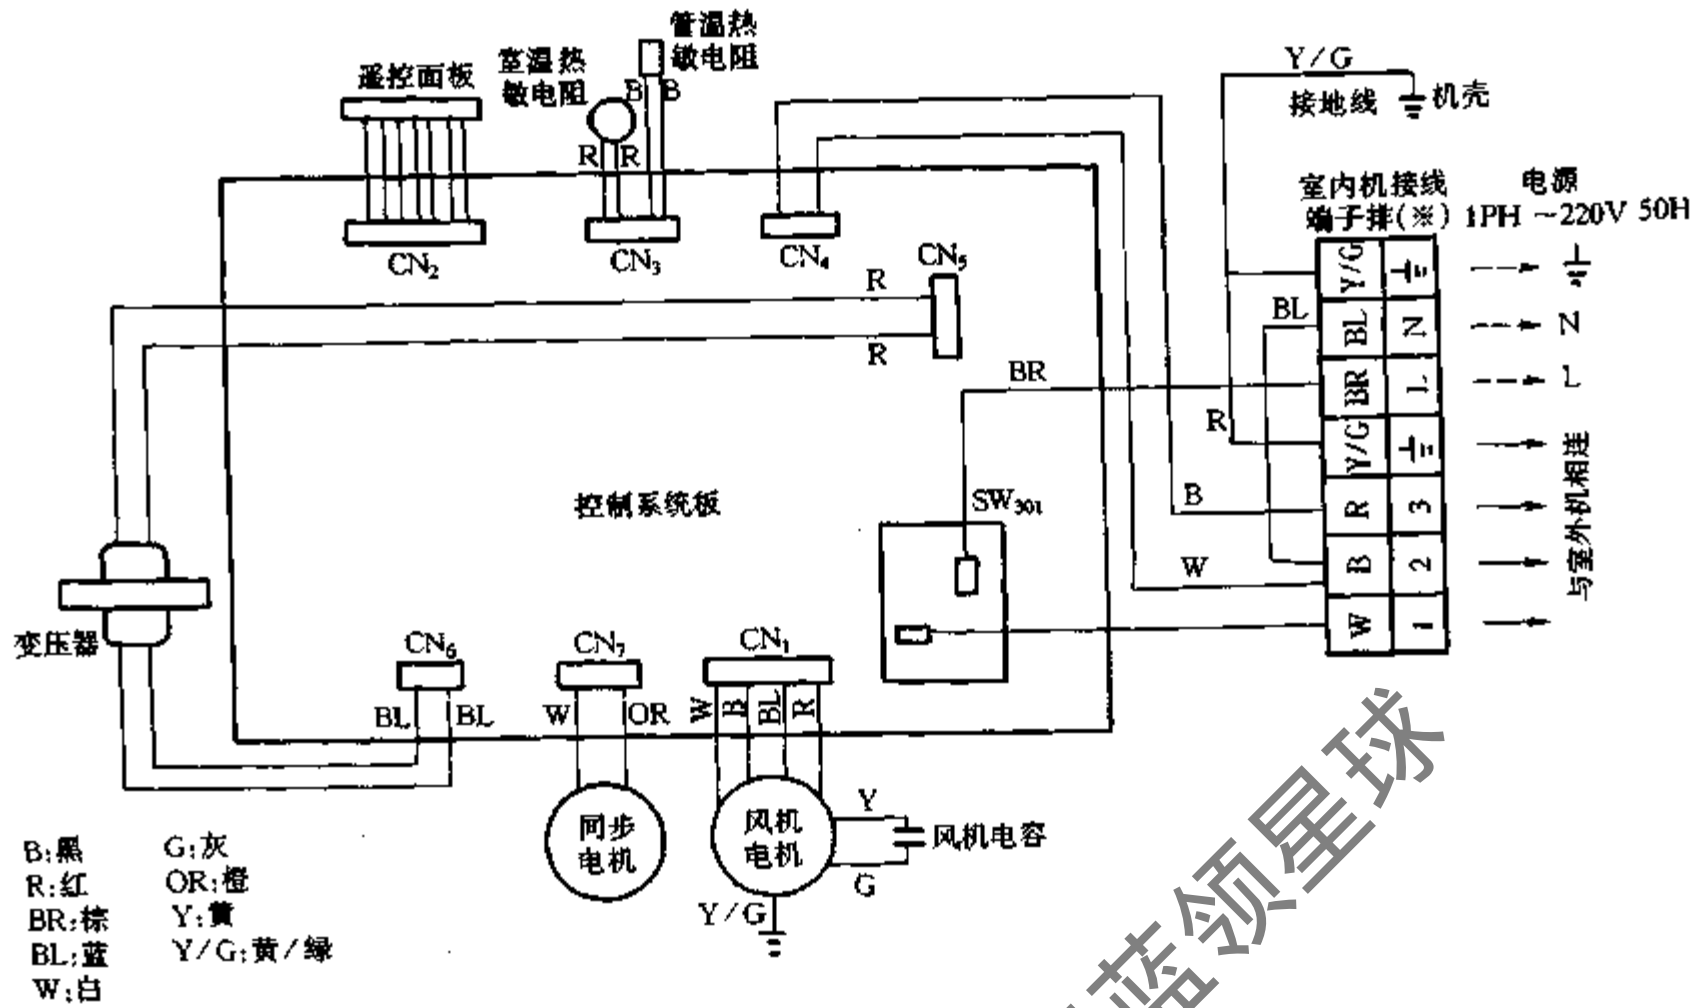 管温热
敏电阻
室温热
敏电阻
遥控面板
B
B
R
R
Y/G
接地线
机壳
室内机接线
端子排(※)
电源
1PH ～220V 50H
CN₂
CN₃
CN₄
CN₅
R
R
BR
BL
R
B
W
Y/G
BL N
BR L
Y/G
R 3
B 2
W 1
N
L
与室外机相连
控制系统板
SW₃₀₁
变压器
CN₆
CN₇
CN₁
BL
BL
W
OR
W
B
BL
R
同步
电机
风机
电机
Y
G
风机电容
Y/G
B:黑
G:灰
R:红
OR:橙
BR:棕
Y:黄
BL:蓝
Y/G:黄/绿
W:白
蓝领星球